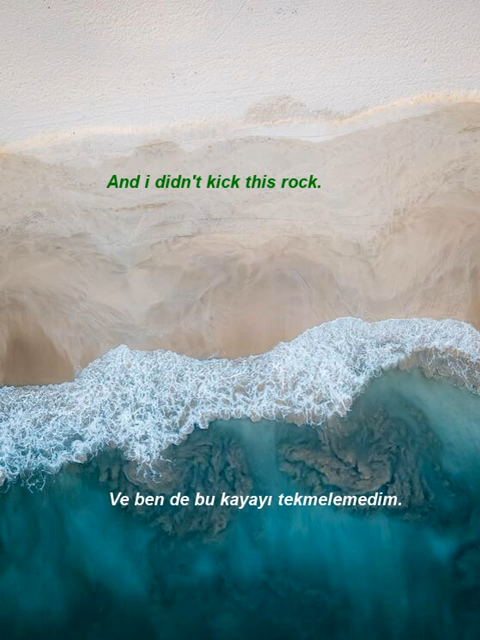 And i didn't kick this rock.
Ve ben de bu kayayı tekmelemedim.